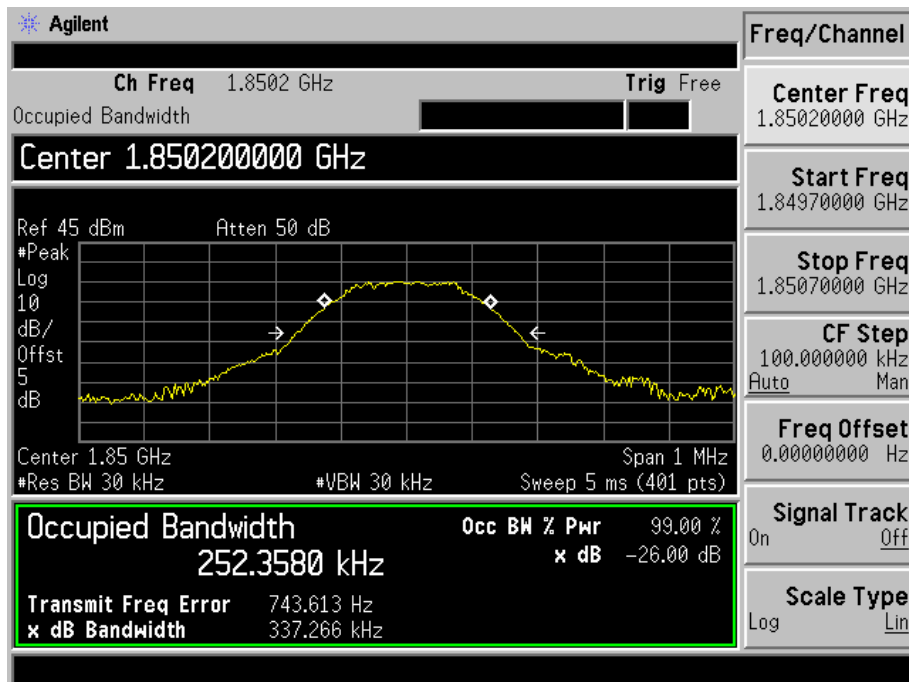 Agilent
Freq/Channel
Ch Freq 1.8502 GHz Trig Free
Occupied Bandwidth
Center 1.850200000 GHz
Ref 45 dBm Atten 50 dB
#Peak
Log
10
dB/
Offst
5
dB
Center 1.85 GHz Span 1 MHz
#Res BW 30 kHz #VBW 30 kHz Sweep 5 ms (401 pts)
Occupied Bandwidth Occ BW % Pwr 99.00 %
252.3580 kHz x dB -26.00 dB
Transmit Freq Error 743.613 Hz
x dB Bandwidth 337.266 kHz
Center Freq
1.85020000 GHz
Start Freq
1.84970000 GHz
Stop Freq
1.85070000 GHz
CF Step
100.000000 kHz
Auto Man
Freq Offset
0.00000000 Hz
Signal Track
On Off
Scale Type
Log Lin